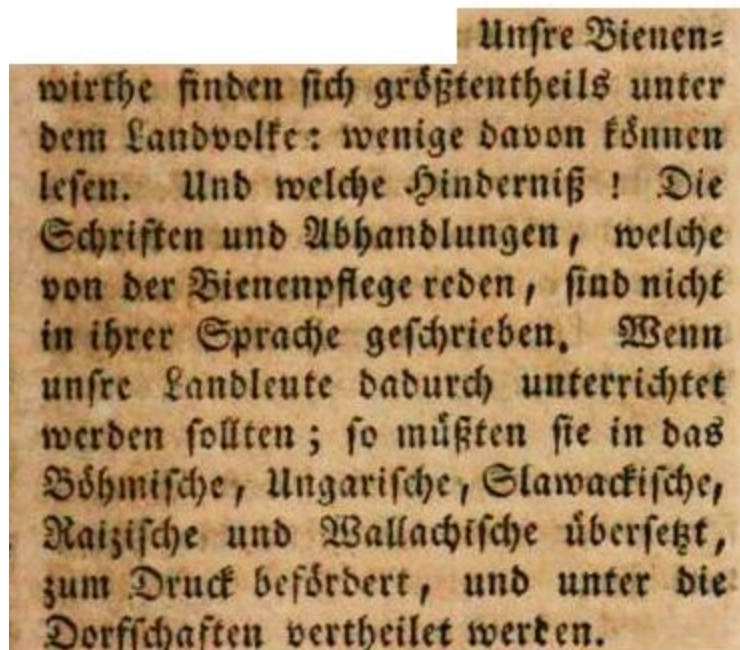 Unsre Bienen⸗
wirthe finden sich größtentheils unter
dem Landvolke: wenige davon können
lesen. Und welche Hinderniß! Die
Schriften und Abhandlungen, welche
von der Bienenpflege reden, sind nicht
in ihrer Sprache geschrieben. Wenn
unsre Landleute dadurch unterrichtet
werden sollten; so müßten sie in das
Böhmische, Ungarische, Slawackische,
Raizische und Wallachische übersetzt,
zum Druck befördert, und unter die
Dorfschaften vertheilet werden.